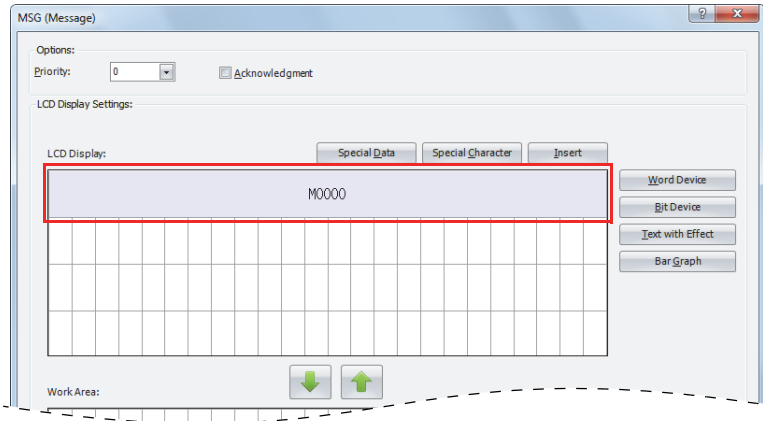 MSG (Message)
?
X
Options:
Priority:
0
Acknowledgment
LCD Display Settings:
LCD Display:
Special Data
Special Character
Insert
M0000
Word Device
Bit Device
Text with Effect
Bar Graph
Work Area: